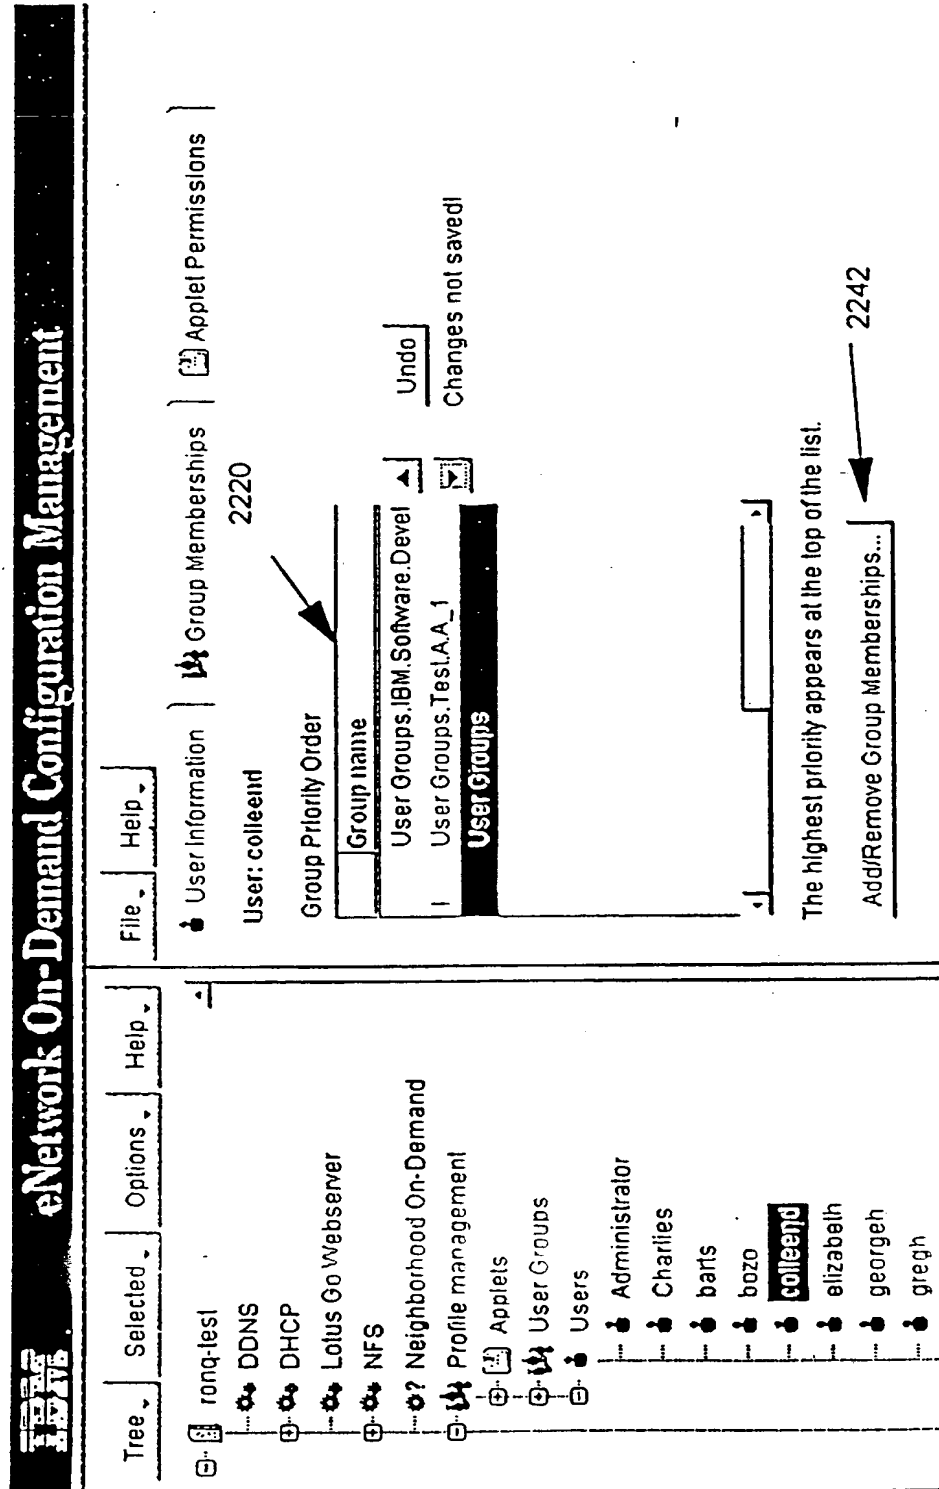 IBM eNetwork On-Demand Configuration Management
Tree Selected Options Help
ronq-test
DDNS
DHCP
Lotus Go Webserver
NFS
? Neighborhood On-Demand
Profile management
Applets
User Groups
Users
Administrator
Charlies
barts
bozo
colleend
elizabeth
georgeh
gregh
File Help
User Information Group Memberships Applet Permissions
User: colleend
2220
Group Priority Order
Group name
User Groups.IBM.Software.Devel
User Groups.Test.A.A_1
User Groups
Undo
Changes not saved!
The highest priority appears at the top of the list.
Add/Remove Group Memberships...
2242